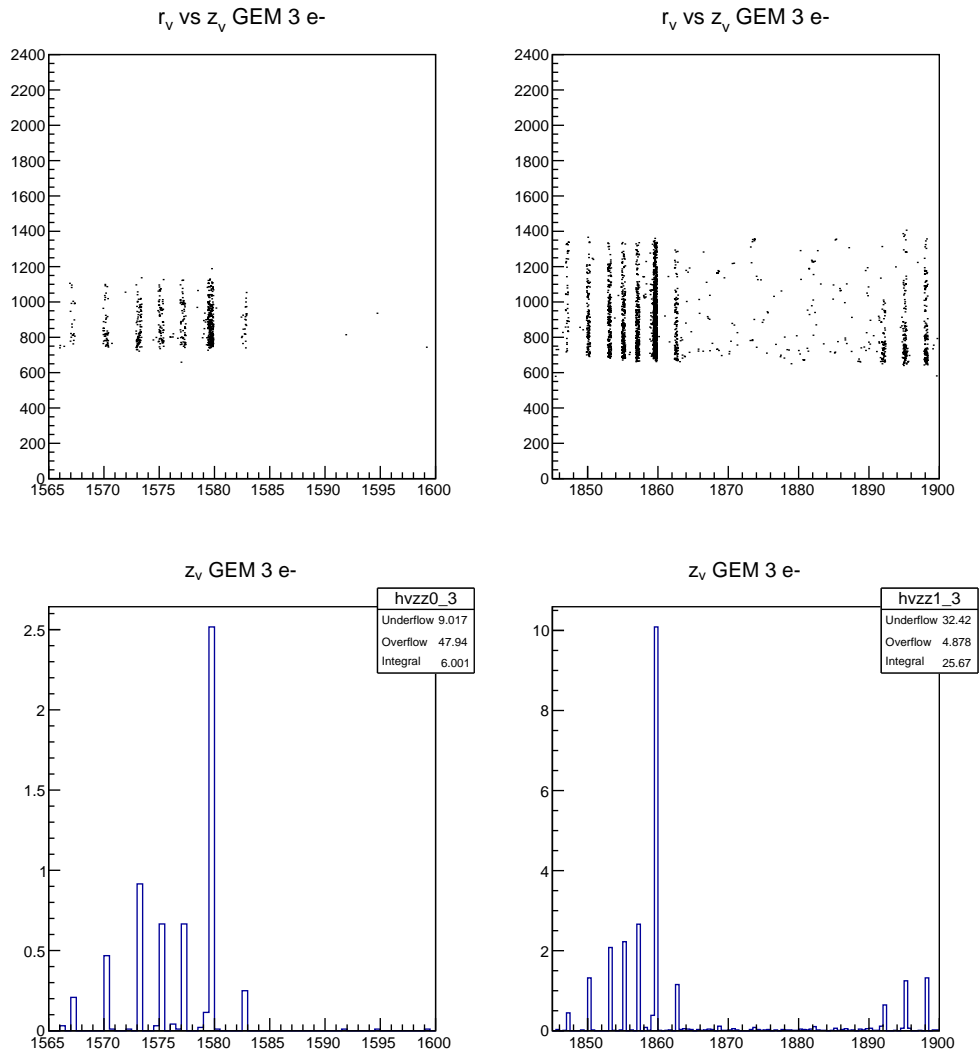 r_v vs z_v GEM 3 e-
2400
2200
2000
1800
1600
1400
1200
1000
800
600
400
200
0
1565 1570 1575 1580 1585 1590 1595 1600
r_v vs z_v GEM 3 e-
2400
2200
2000
1800
1600
1400
1200
1000
800
600
400
200
0
1850 1860 1870 1880 1890 1900
z_v GEM 3 e-
hvzz0_3
Underflow 9.017
Overflow 47.94
Integral 6.001
2.5
2
1.5
1
0.5
0
1565 1570 1575 1580 1585 1590 1595 1600
z_v GEM 3 e-
hvzz1_3
Underflow 32.42
Overflow 4.878
Integral 25.67
10
8
6
4
2
0
1850 1860 1870 1880 1890 1900